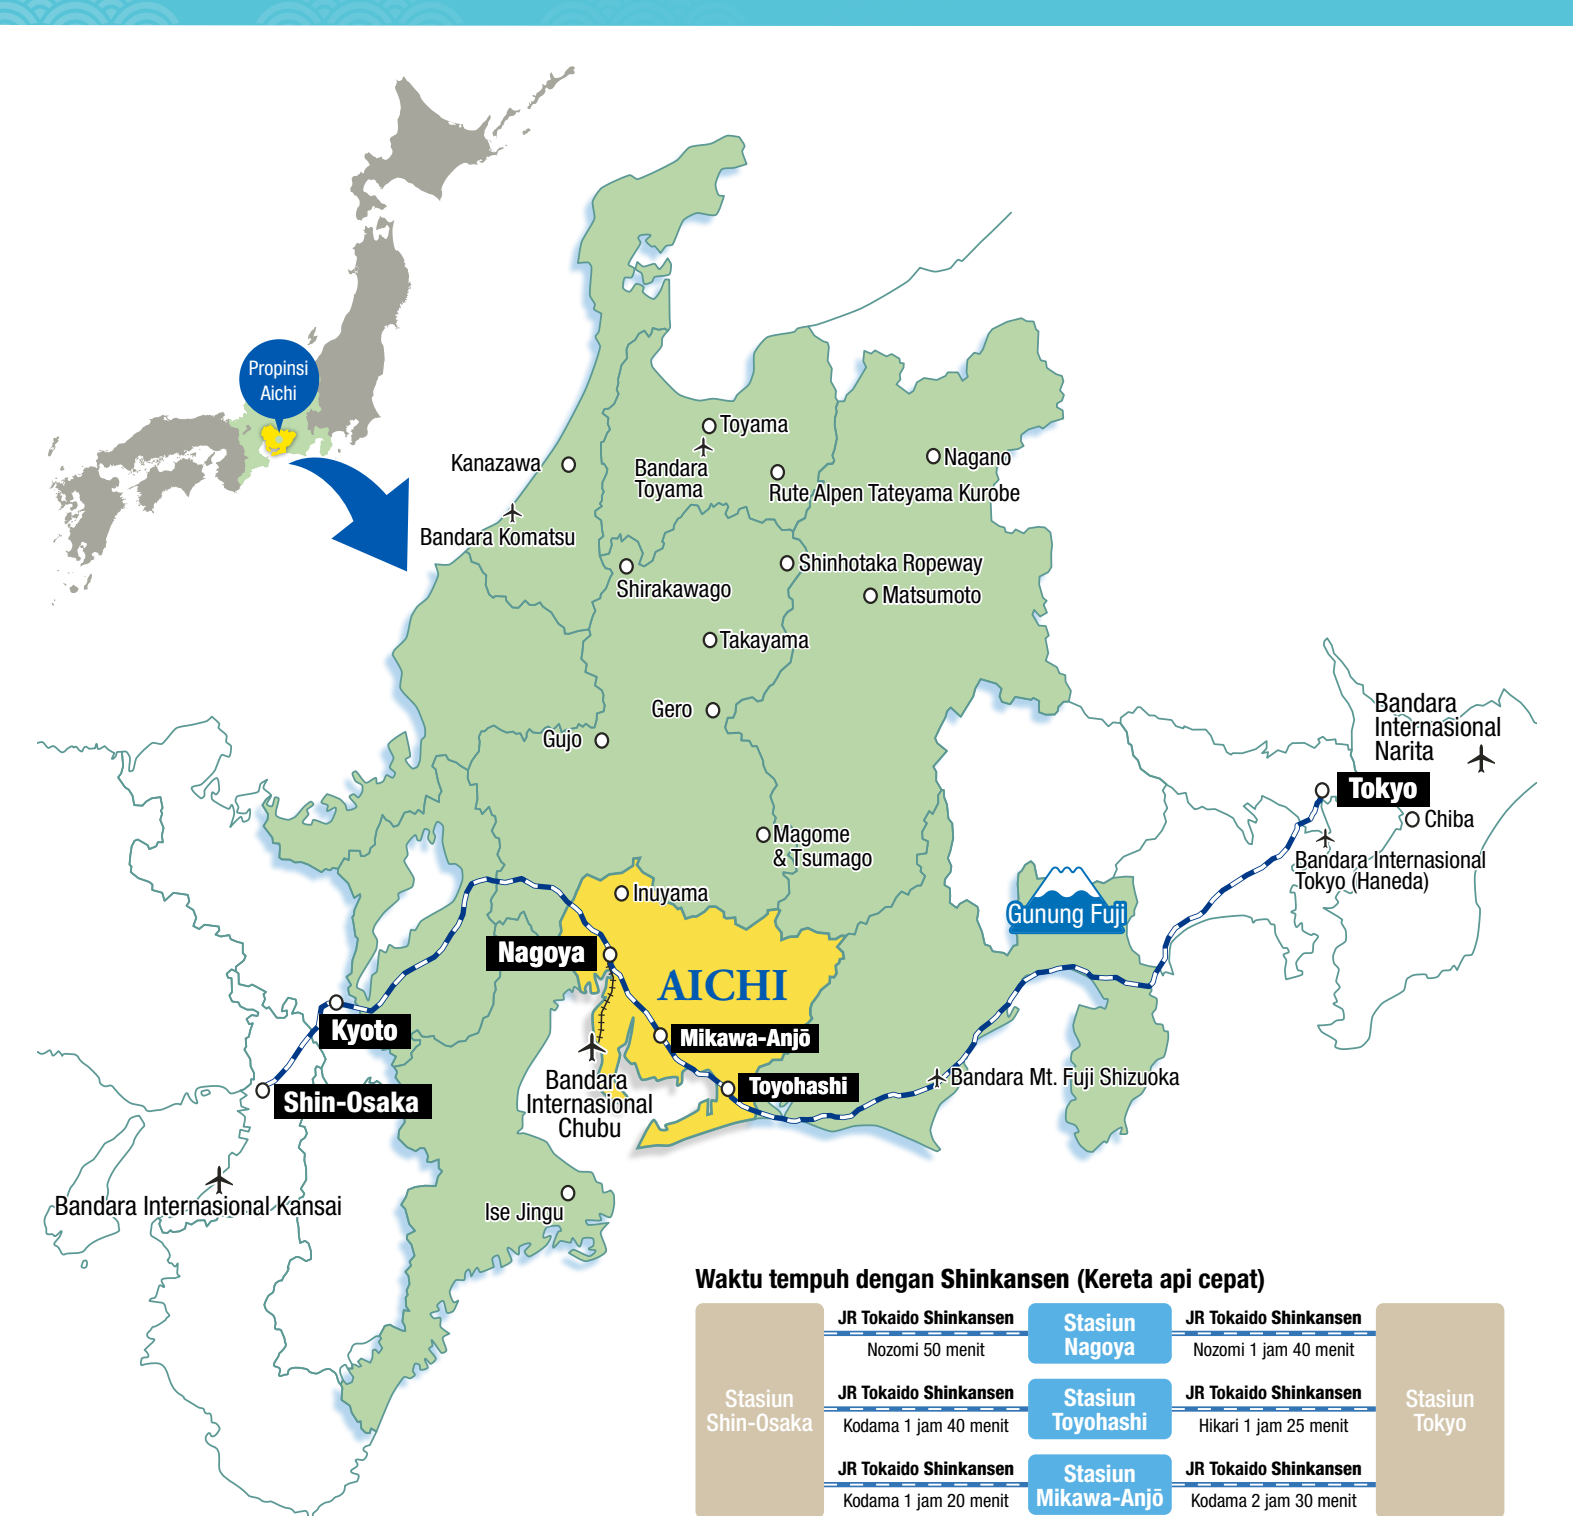 Propinsi
Aichi
Toyama
Kanazawa
Bandara
Toyama
Nagano
Rute Alpen Tateyama Kurobe
Bandara Komatsu
Shirakawago
Shinhotaka Ropeway
Matsumoto
Takayama
Gero
Gujo
Bandara
Internasional
Narita
Tokyo
Chiba
Magome
& Tsumago
Bandara Internasional
Tokyo (Haneda)
Inuyama
Gunung Fuji
Nagoya
AICHI
Kyoto
Mikawa-Anjō
Shin-Osaka
Bandara
Internasional
Chubu
Toyohashi
Bandara Mt. Fuji Shizuoka
Bandara Internasional Kansai
Ise Jingu
Waktu tempuh dengan Shinkansen (Kereta api cepat)
Stasiun
Shin-Osaka
JR Tokaido Shinkansen
Nozomi 50 menit
Stasiun
Nagoya
JR Tokaido Shinkansen
Nozomi 1 jam 40 menit
JR Tokaido Shinkansen
Kodama 1 jam 40 menit
Stasiun
Toyohashi
JR Tokaido Shinkansen
Hikari 1 jam 25 menit
JR Tokaido Shinkansen
Kodama 1 jam 20 menit
Stasiun
Mikawa-Anjō
JR Tokaido Shinkansen
Kodama 2 jam 30 menit
Stasiun
Tokyo